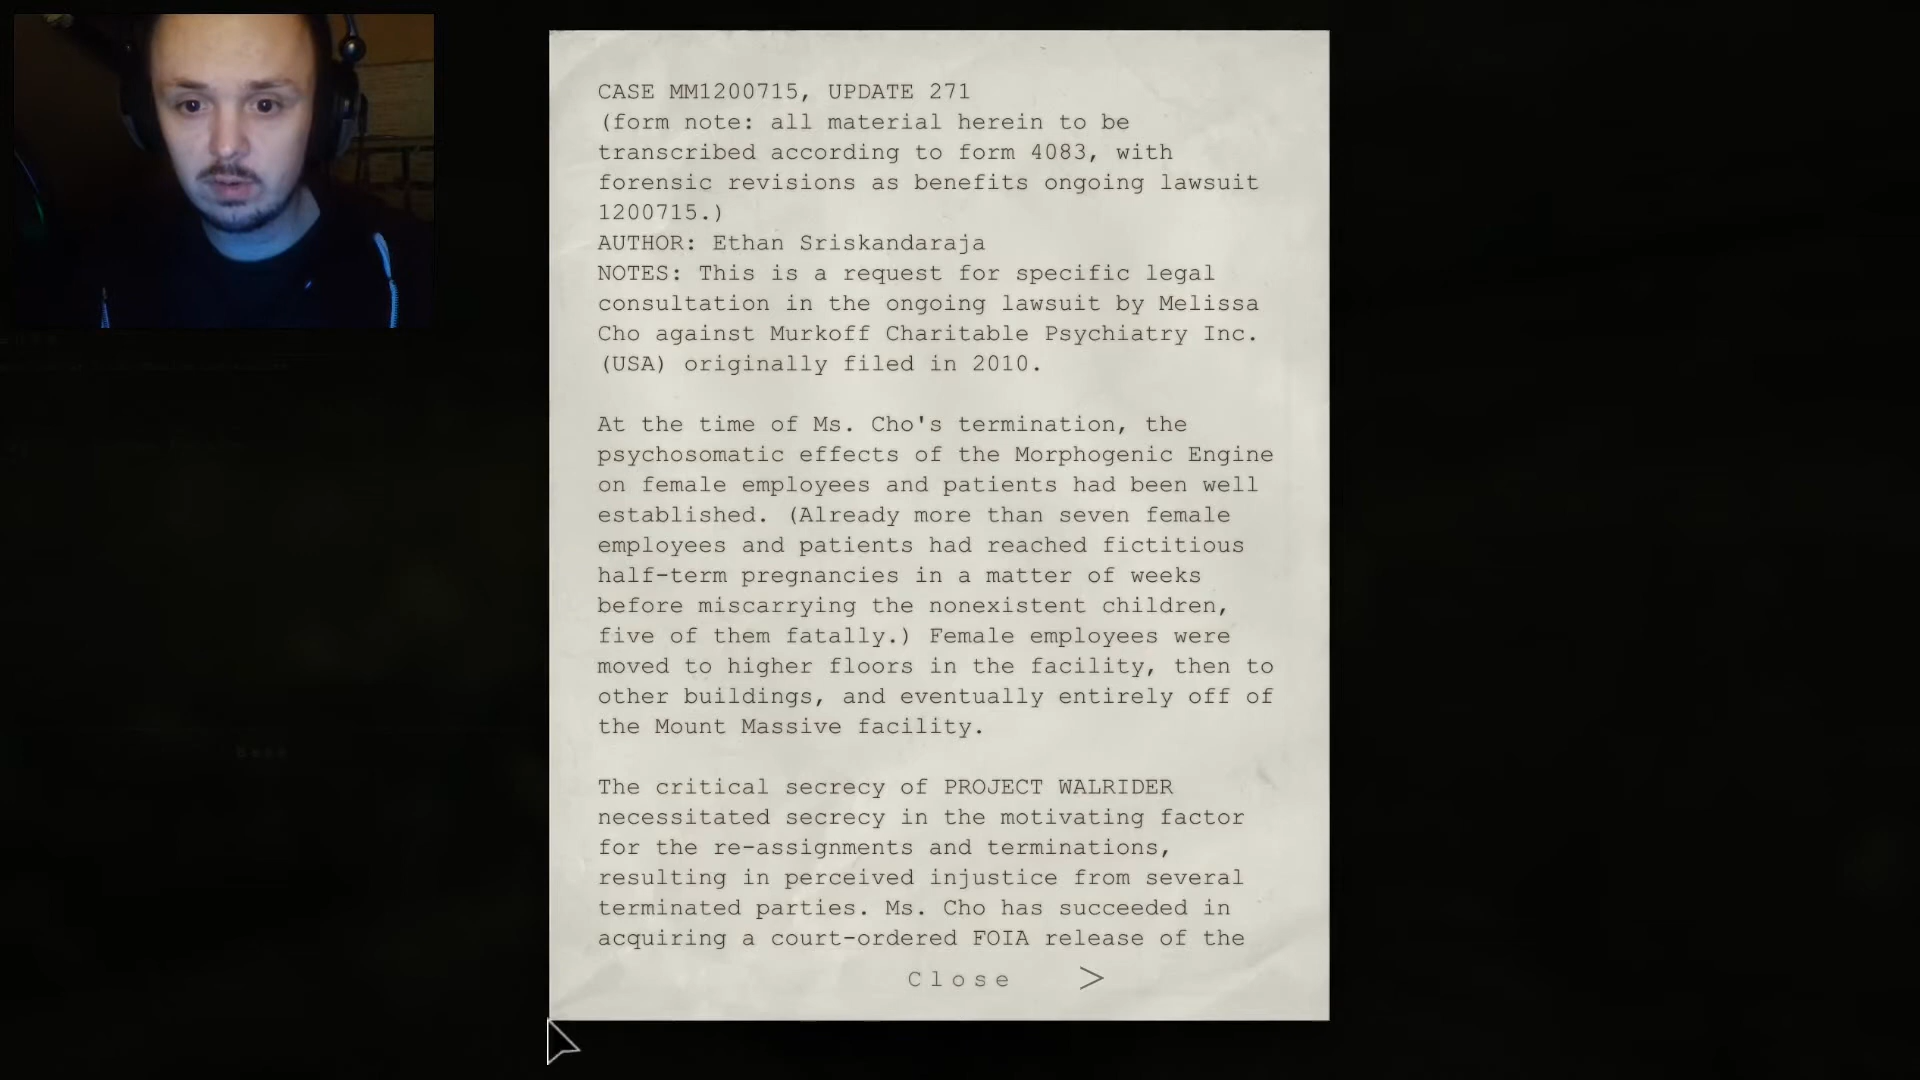 CASE MM1200715, UPDATE 271
(form note: all material herein to be
transcribed according to form 4083, with
forensic revisions as benefits ongoing lawsuit
1200715.)
AUTHOR: Ethan Sriskandaraja
NOTES: This is a request for specific legal
consultation in the ongoing lawsuit by Melissa
Cho against Murkoff Charitable Psychiatry Inc.
(USA) originally filed in 2010.
At the time of Ms. Cho's termination, the
psychosomatic effects of the Morphogenic Engine
on female employees and patients had been well
established. (Already more than seven female
employees and patients had reached fictitious
half-term pregnancies in a matter of weeks
before miscarrying the nonexistent children,
five of them fatally.) Female employees were
moved to higher floors in the facility, then to
other buildings, and eventually entirely off of
the Mount Massive facility.
The critical secrecy of PROJECT WALRIDER
necessitated secrecy in the motivating factor
for the re-assignments and terminations,
resulting in perceived injustice from several
terminated parties. Ms. Cho has succeeded in
acquiring a court-ordered FOIA release of the
Close >